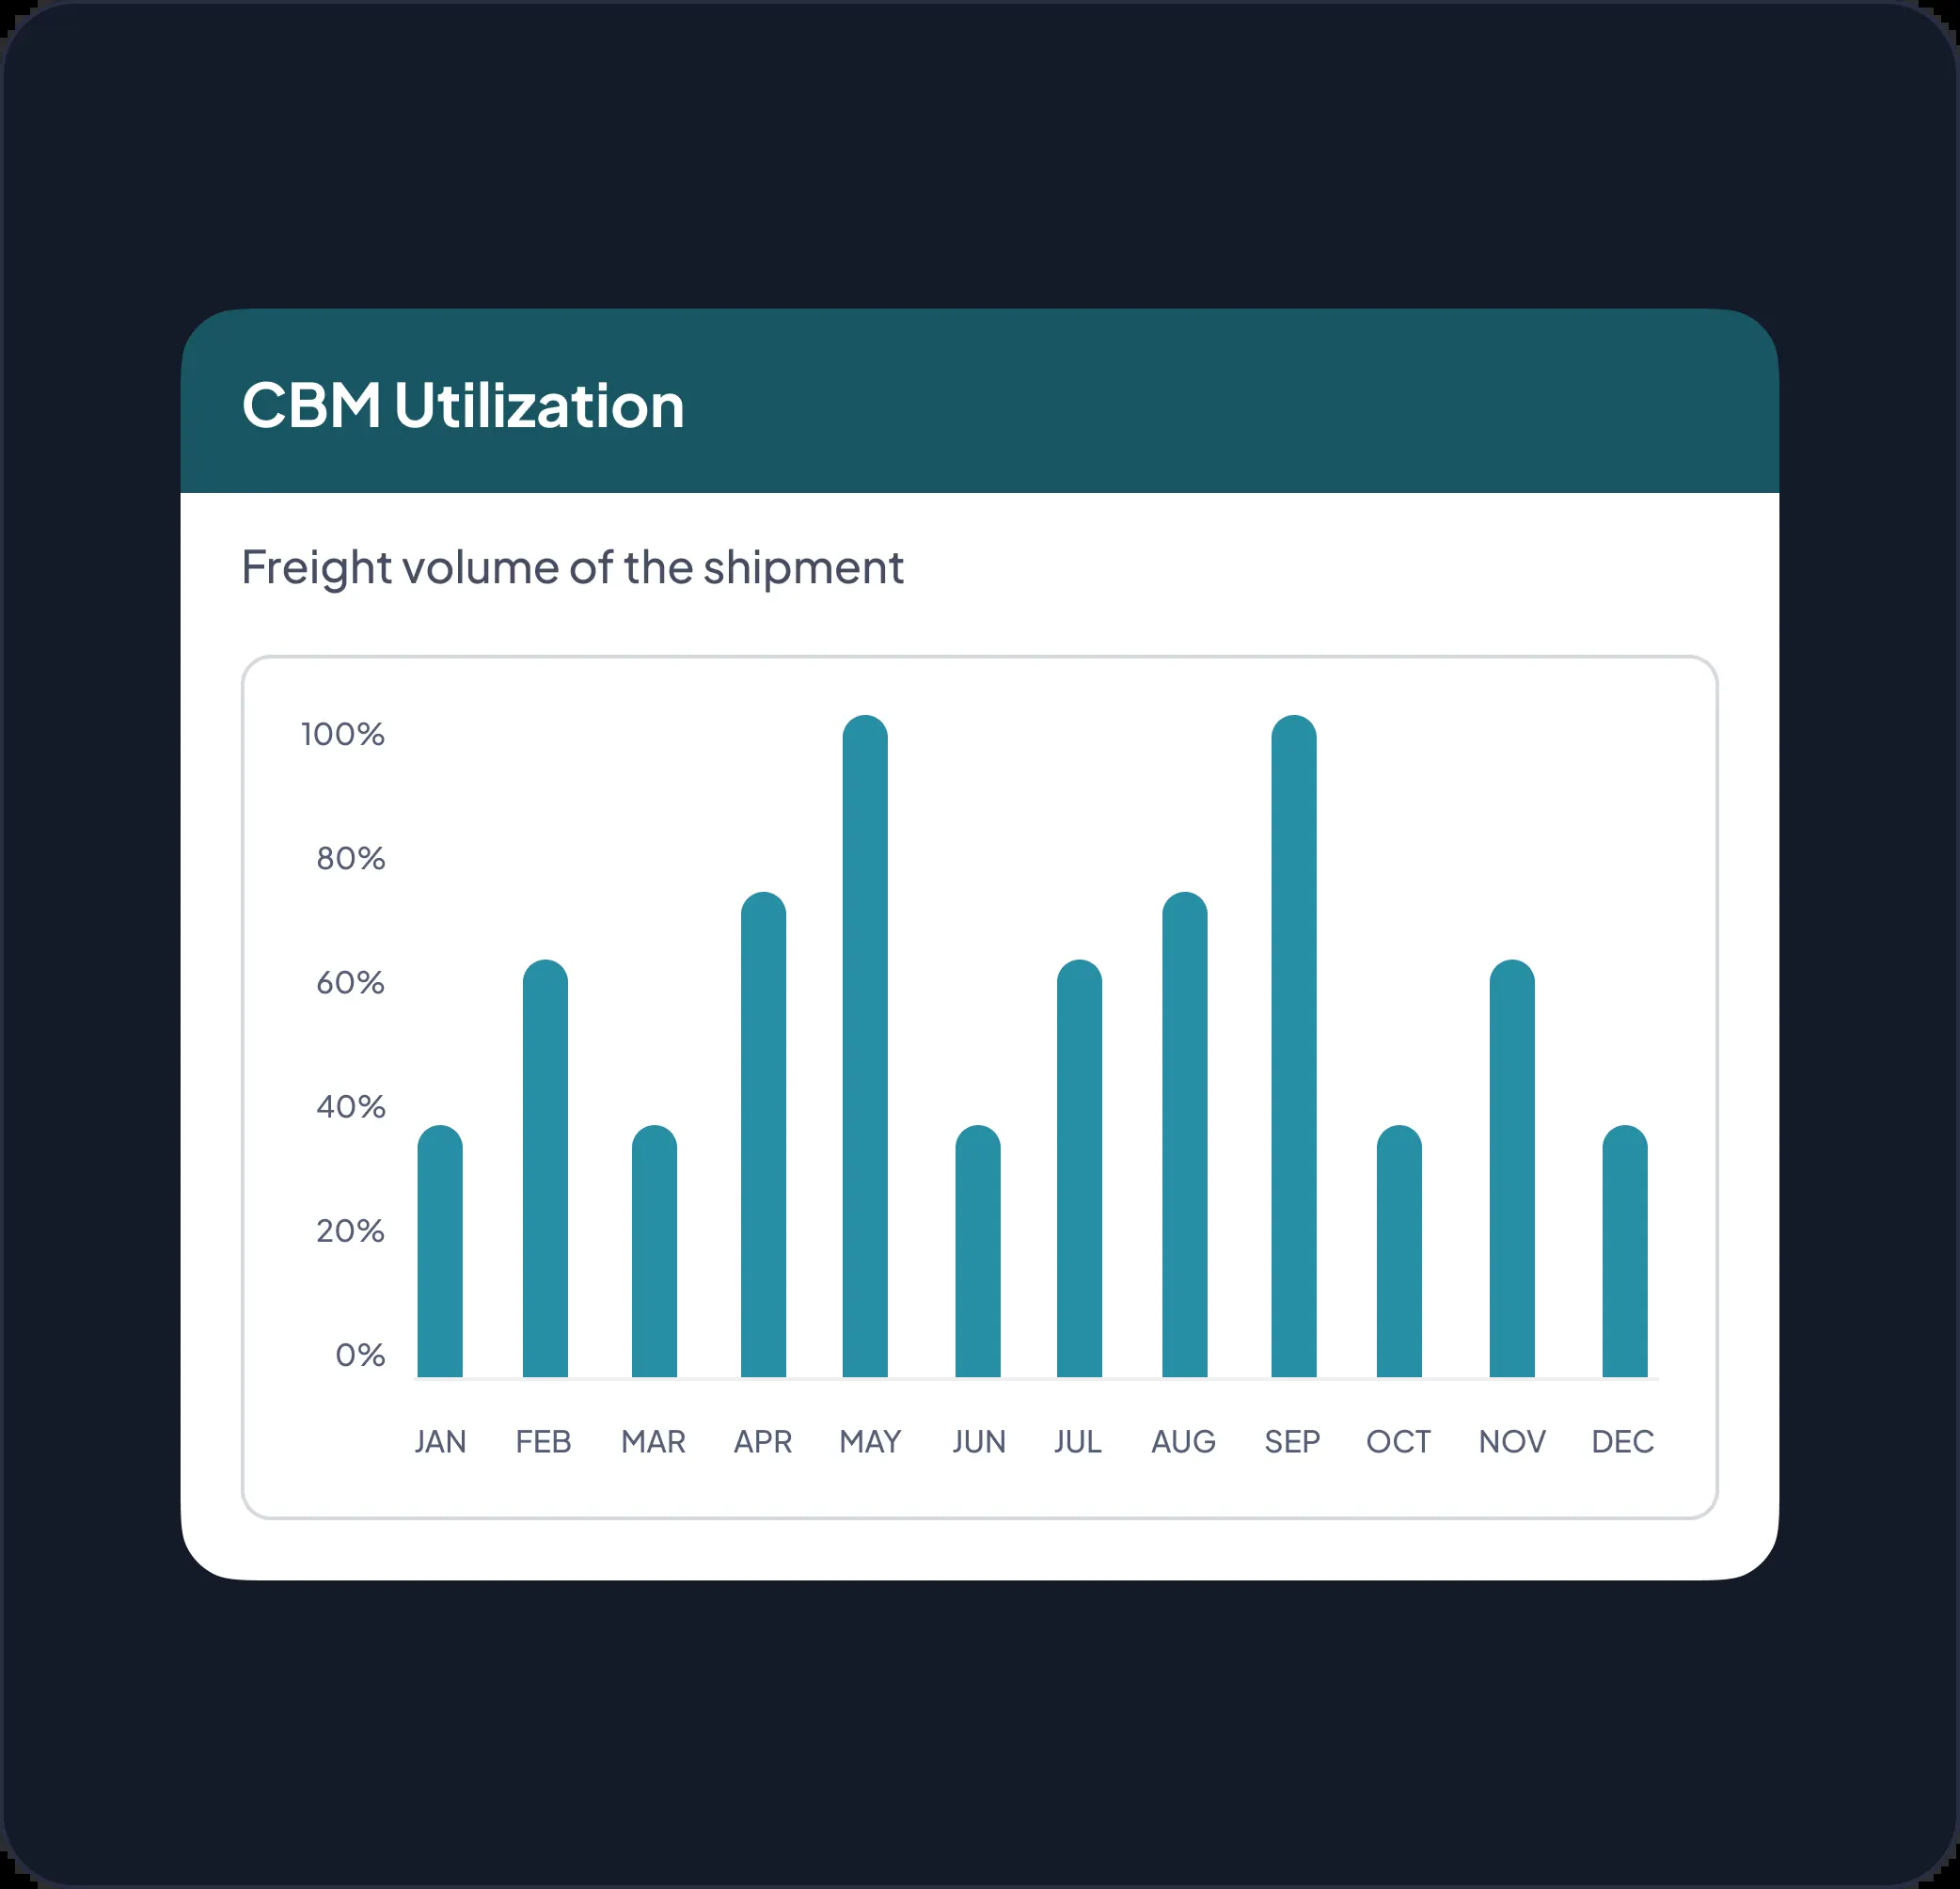 CBM Utilization
Freight volume of the shipment
100%
80%
60%
40%
20%
0%
JAN FEB MAR APR MAY JUN JUL AUG SEP OCT NOV DEC